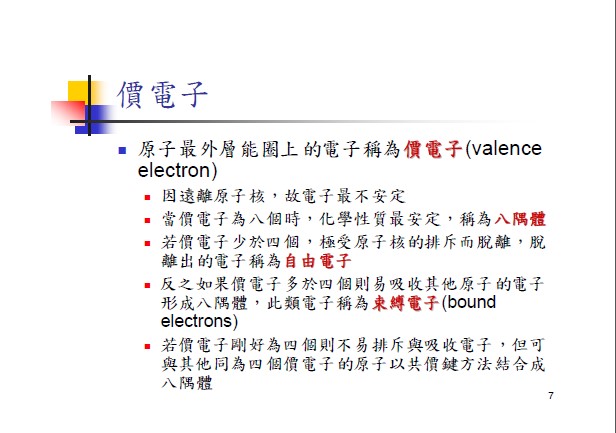 價電子
原子最外層能圈上的電子稱為價電子(valence
electron)
因遠離原子核，故電子最不安定
當價電子為八個時，化學性質最安定，稱為八隅體
若價電子少於四個，極受原子核的排斥而脫離，脫
離出的電子稱為自由電子
反之如果價電子多於四個則易吸收其他原子的電子
形成八隅體，此類電子稱為束縛電子(bound
electrons)
若價電子剛好為四個則不易排斥與吸收電子，但可
與其他同為四個價電子的原子以共價鍵方法結合成
八隅體
7